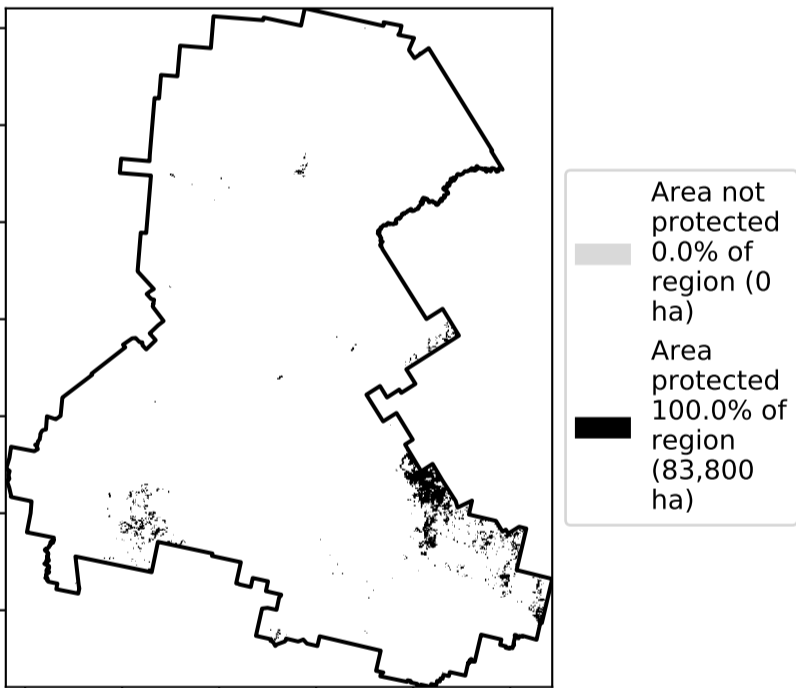 Area not
protected
0.0% of
region (0
ha)
Area
protected
100.0% of
region
(83,800
ha)